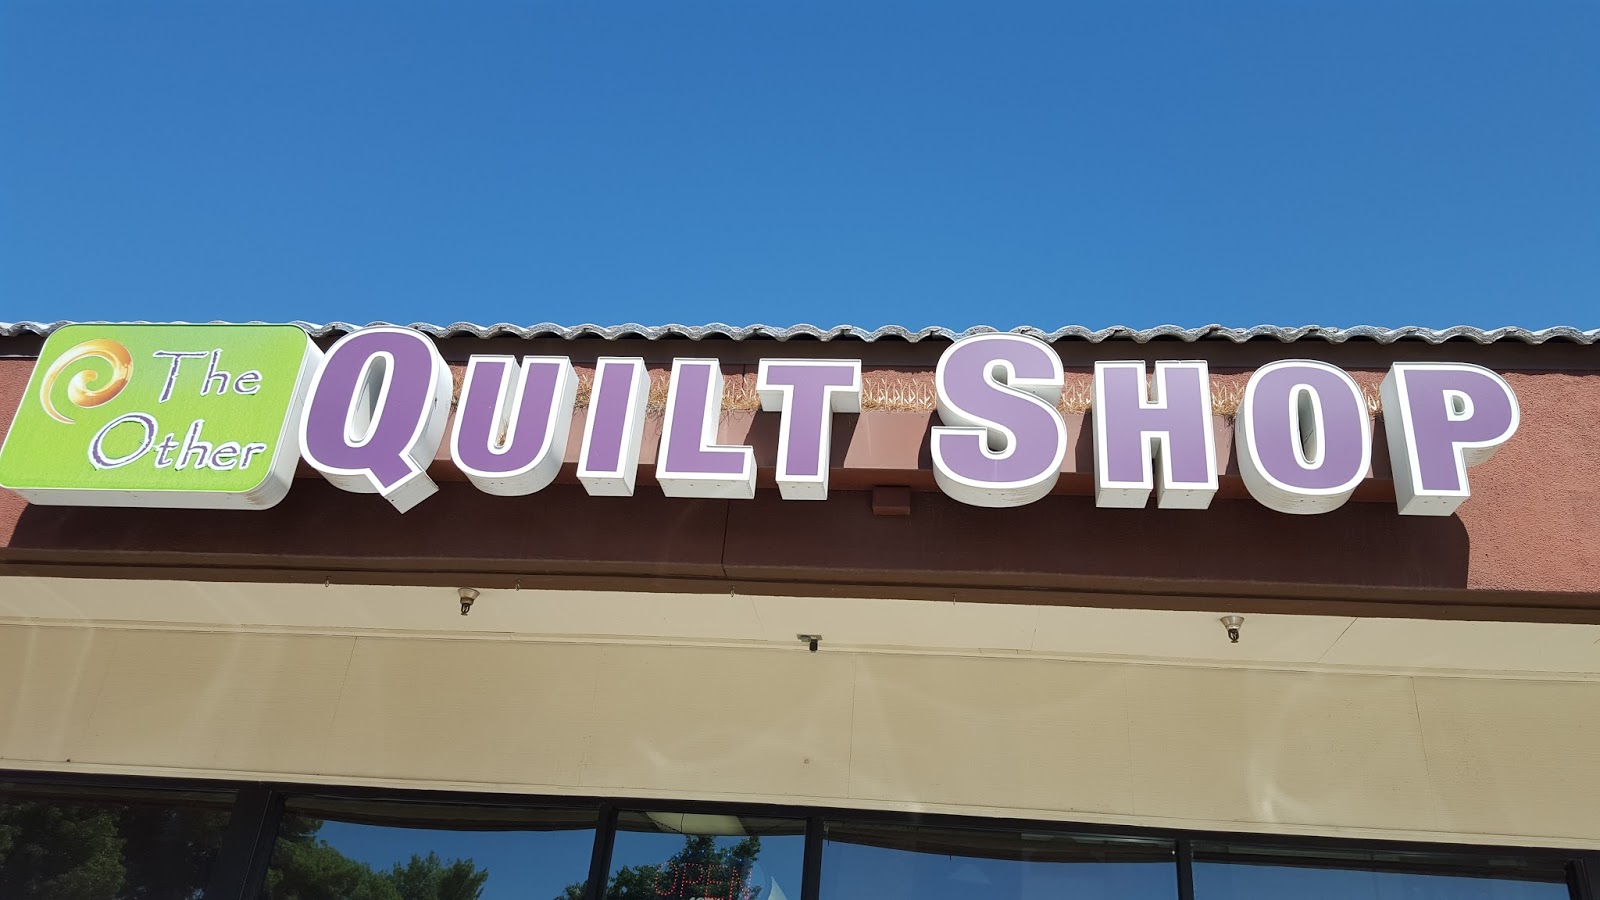 The
Other
QUILT SHOP
OPEN